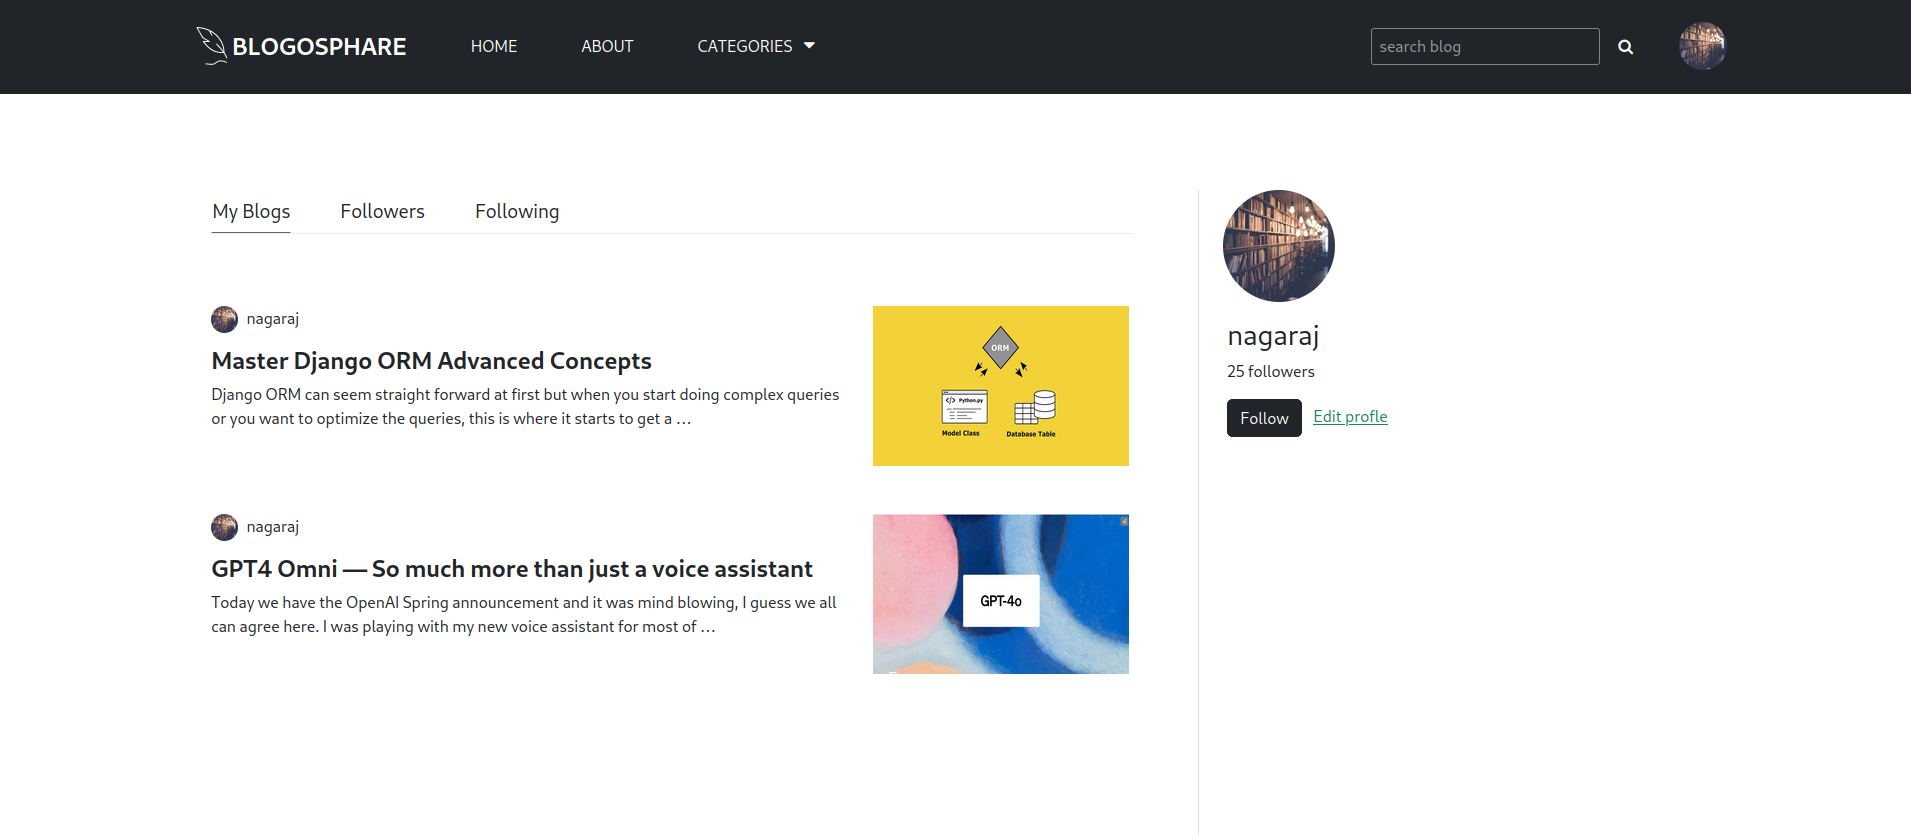 BLOGOSPHARE HOME ABOUT CATEGORIES search blog
My Blogs Followers Following
nagaraj
Master Django ORM Advanced Concepts
Django ORM can seem straight forward at first but when you start doing complex queries
or you want to optimize the queries, this is where it starts to get a …
ORM
</> Python.py
Model Class Database Table
nagaraj
GPT4 Omni — So much more than just a voice assistant
Today we have the OpenAI Spring announcement and it was mind blowing, I guess we all
can agree here. I was playing with my new voice assistant for most of …
GPT-4o
nagaraj
25 followers
Follow Edit profle